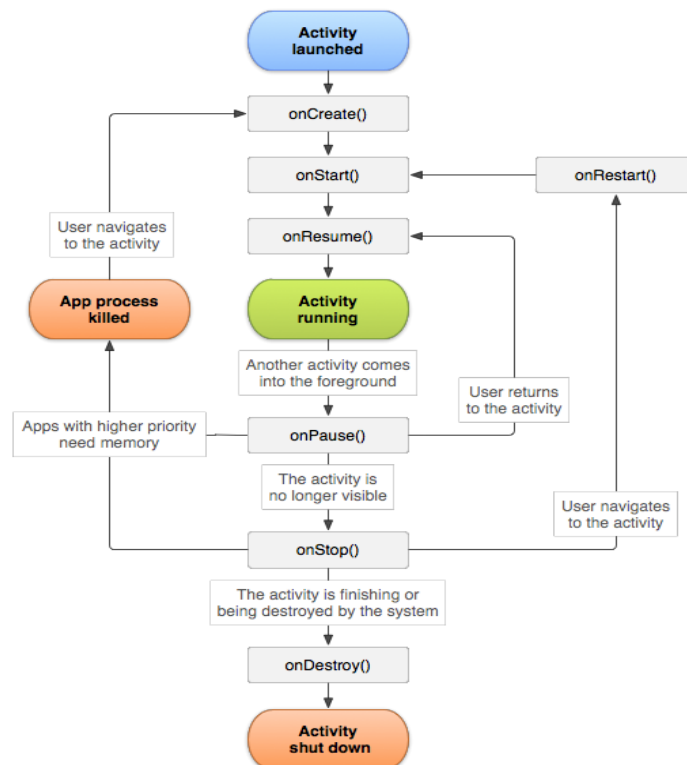 Activity
launched
onCreate()
onStart()
onRestart()
User navigates
to the activity
onResume()
App process
killed
Activity
running
Another activity comes
into the foreground
User returns
to the activity
Apps with higher priority
need memory
onPause()
The activity is
no longer visible
User navigates
to the activity
onStop()
The activity is finishing or
being destroyed by the system
onDestroy()
Activity
shut down